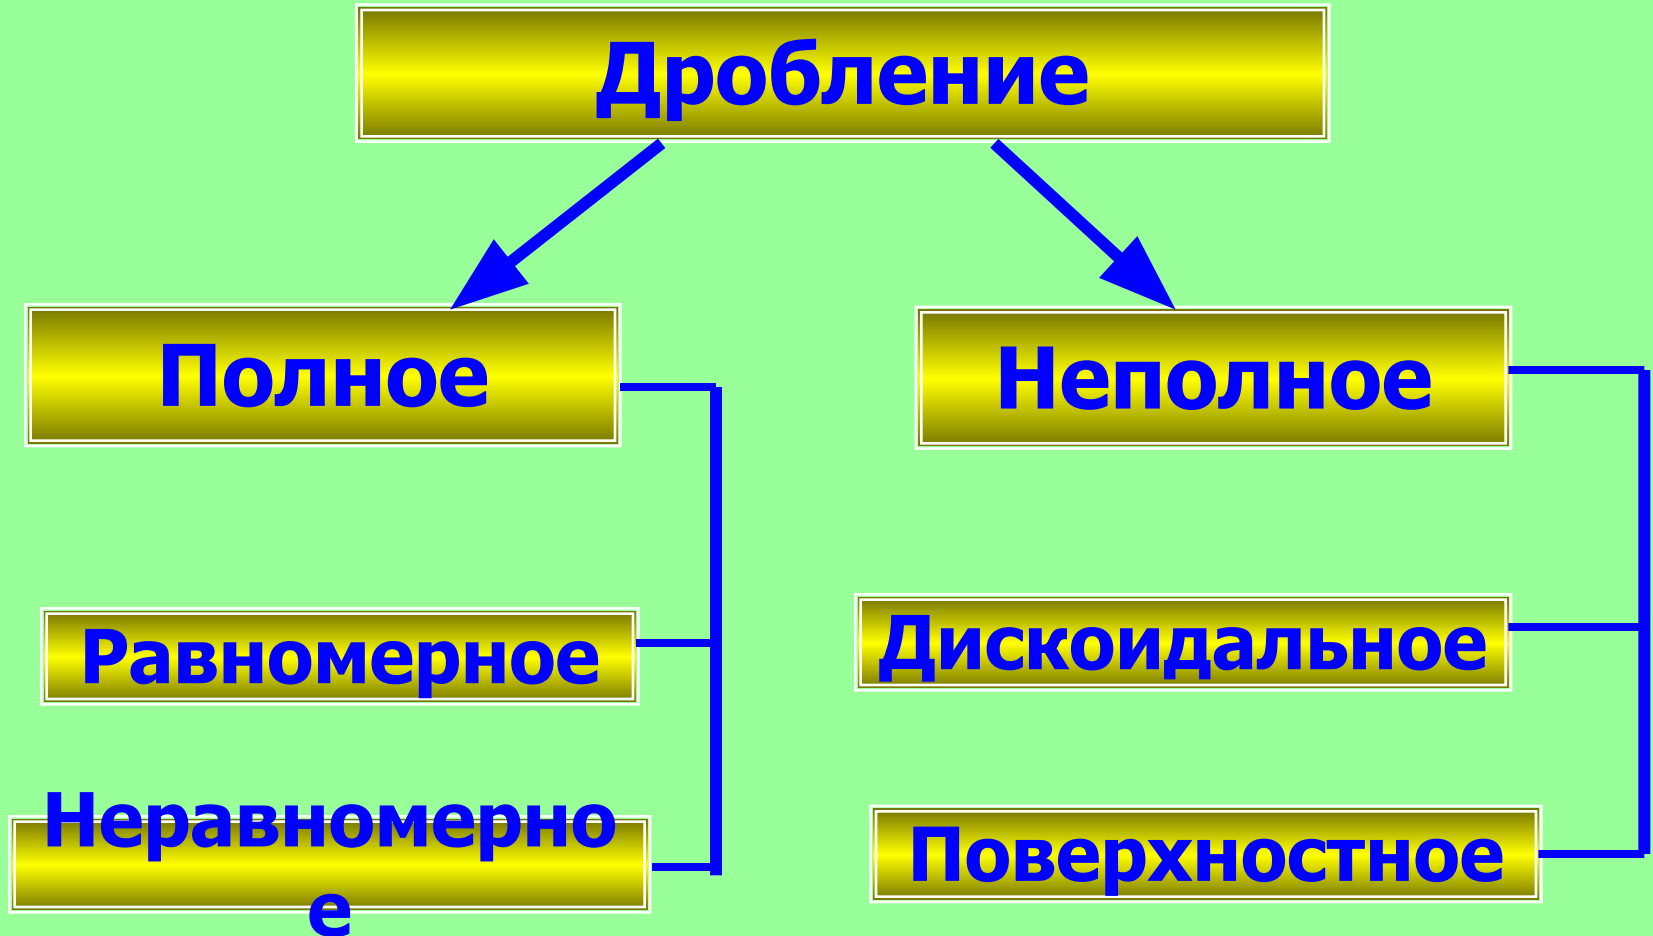 Дробление
Полное
Неполное
Равномерное
Дискоидальное
Неравномерно
е
Поверхностное